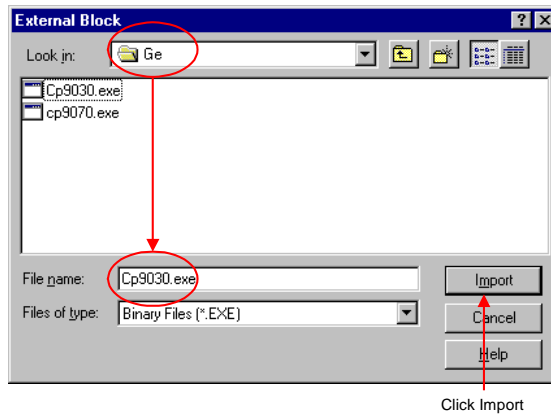 External Block
Look in: Ge
Cp9030.exe
cp9070.exe
File name: Cp9030.exe Import
Files of type: Binary Files (*.EXE) Cancel
Help
Click Import